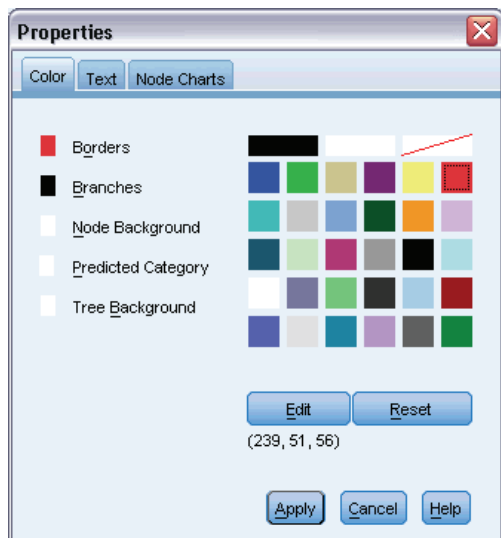 Properties
Color Text Node Charts
Borders
Branches
Node Background
Predicted Category
Tree Background
Edit Reset
(239, 51, 56)
Apply Cancel Help